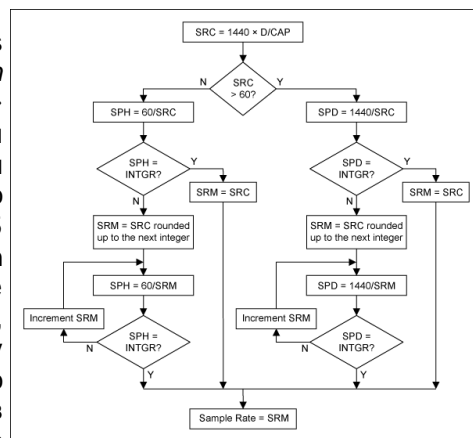 SRC = 1440 × D/CAP
SRC
> 60?
N
Y
SPH = 60/SRC
SPH =
INTGR?
Y
N
SRM = SRC
SRM = SRC rounded
up to the next integer
SPH = 60/SRM
Increment SRM
SPH =
INTGR?
N
Y
SPD = 1440/SRC
SPD =
INTGR?
Y
N
SRM = SRC
SRM = SRC rounded
up to the next integer
SPD = 1440/SRM
Increment SRM
SPD =
INTGR?
N
Y
Sample Rate = SRM